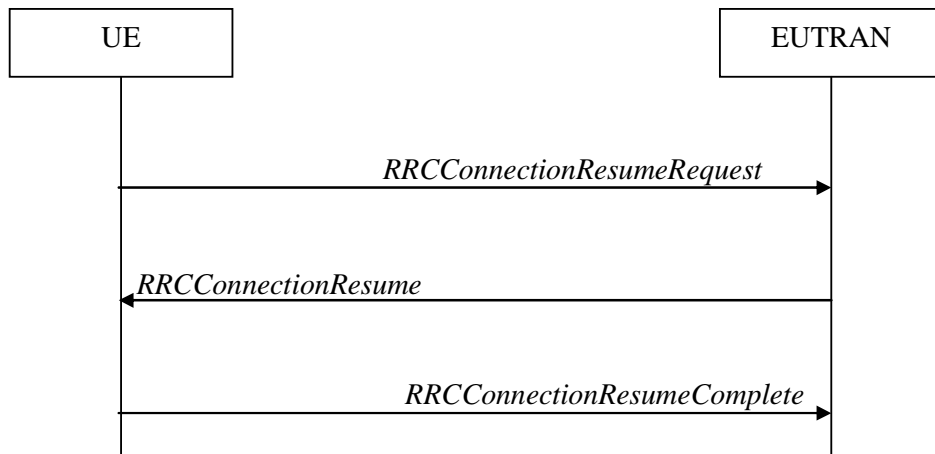 UE
EUTRAN
RRCConnectionResumeRequest
RRCConnectionResume
RRCConnectionResumeComplete